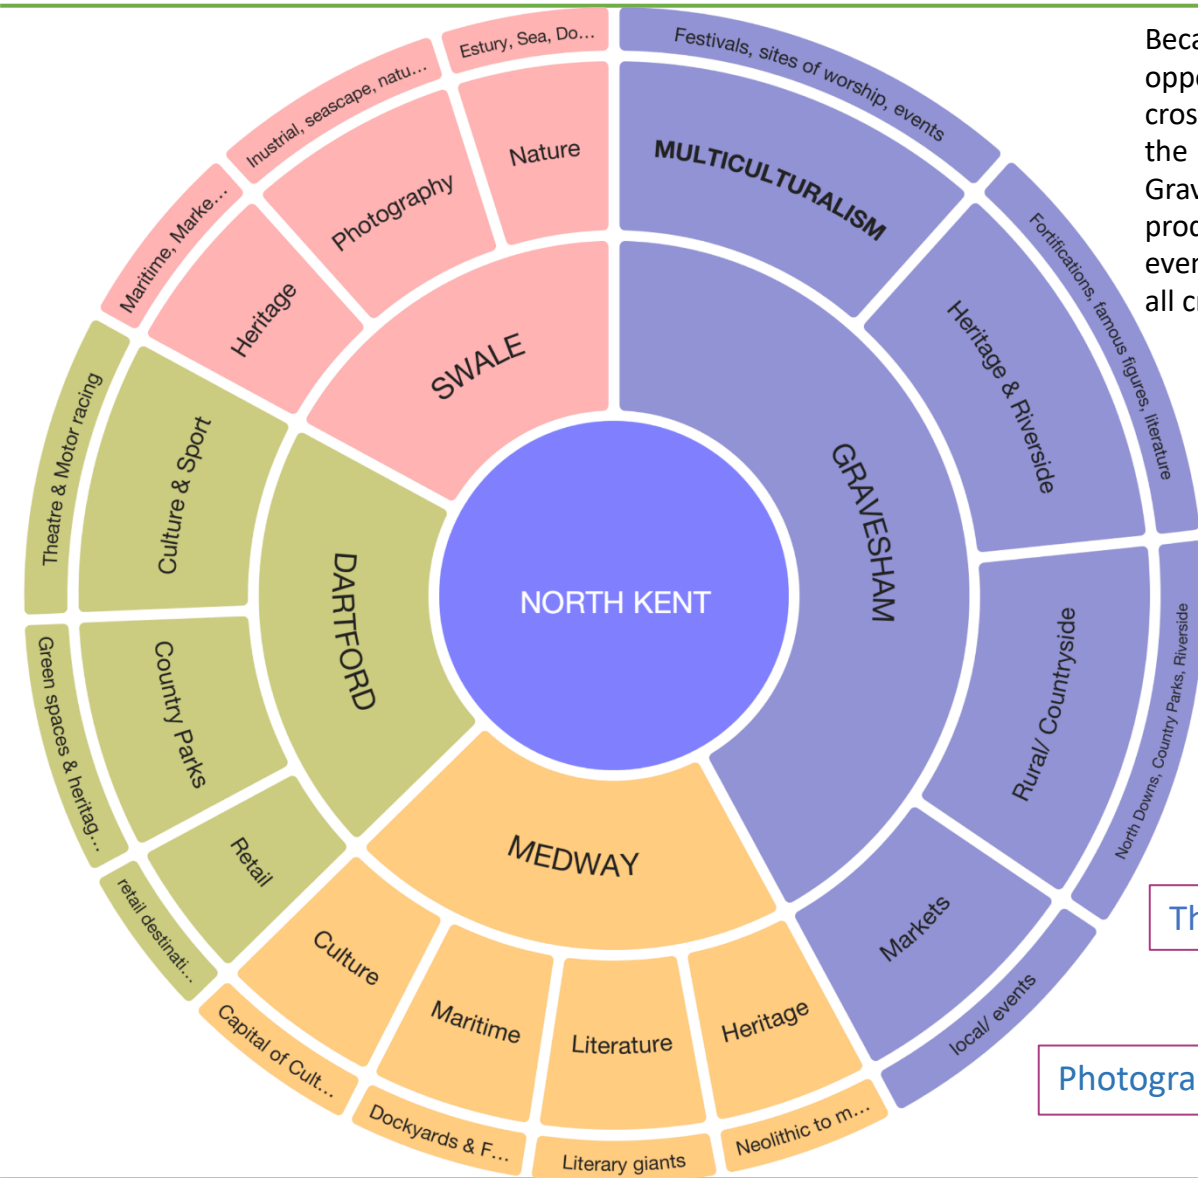 NORTH KENT
GRAVESHAM
MULTICULTURALISM
Festivals, sites of worship, events
Heritage & Riverside
Fortifications, famous figures, literature
Rural/ Countryside
North Downs, Country Parks, Riverside
Markets
local/ events
MEDWAY
Heritage
Neolithic to m...
Literature
Literary giants
Maritime
Dockyards & F...
Culture
Capital of Cult...
DARTFORD
Retail
retail destinati...
Country Parks
Green spaces & heritag...
Culture & Sport
Theatre & Motor racing
SWALE
Heritage
Maritime, Marke...
Photography
Inustrial, seascape, natu...
Nature
Estury, Sea, Do...
Beca
oppo
cros
the
Grav
prod
even
all c
Th
Photogra